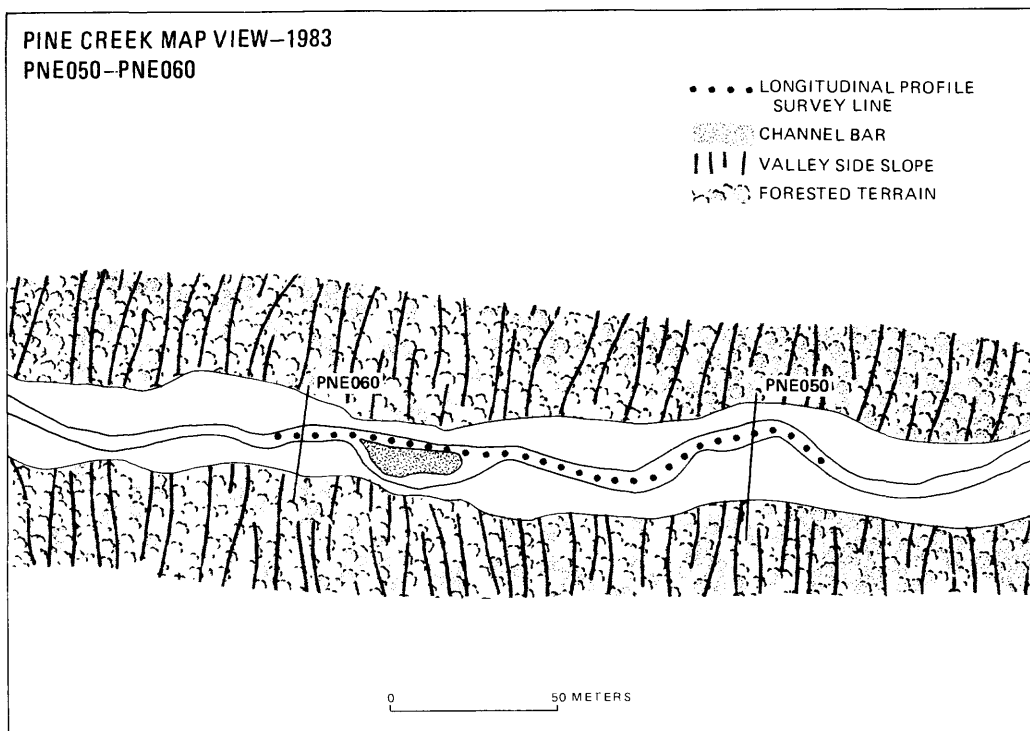 PINE CREEK MAP VIEW–1983
PNE050–PNE060
LONGITUDINAL PROFILE
SURVEY LINE
CHANNEL BAR
VALLEY SIDE SLOPE
FORESTED TERRAIN
PNE060
PNE050
0 50 METERS